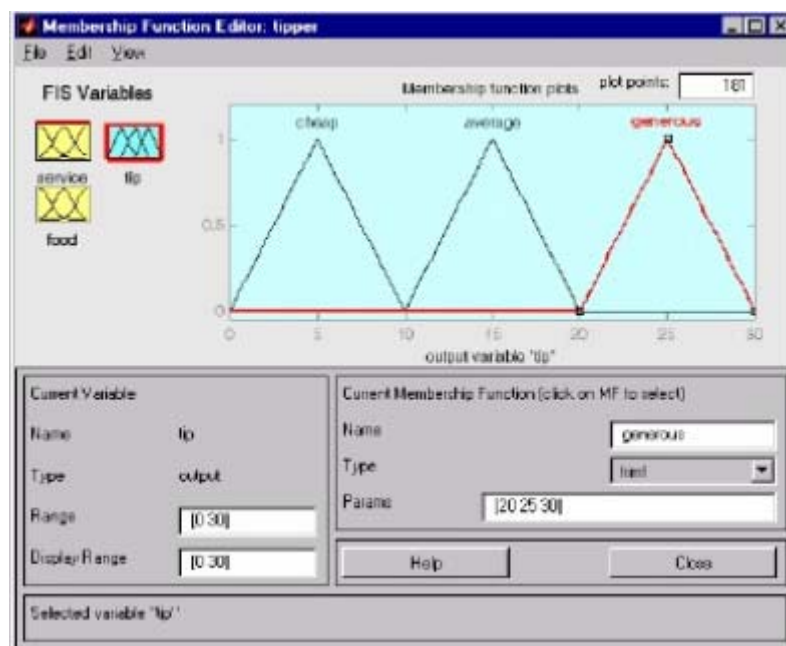 Membership Function Editor: tipper
File Edit View
FIS Variables
service
tip
food
Membership function plots
plot points:
181
cheap
average
generous
1
0.5
0
0 5 10 15 20 25 30
output variable "tip"
Current Variable
Name tip
Type output
Range [0 30]
Display Range [0 30]
Current Membership Function (click on MF to select)
Name generous
Type trimf
Params [20 25 30]
Help
Close
Selected variable "tip"